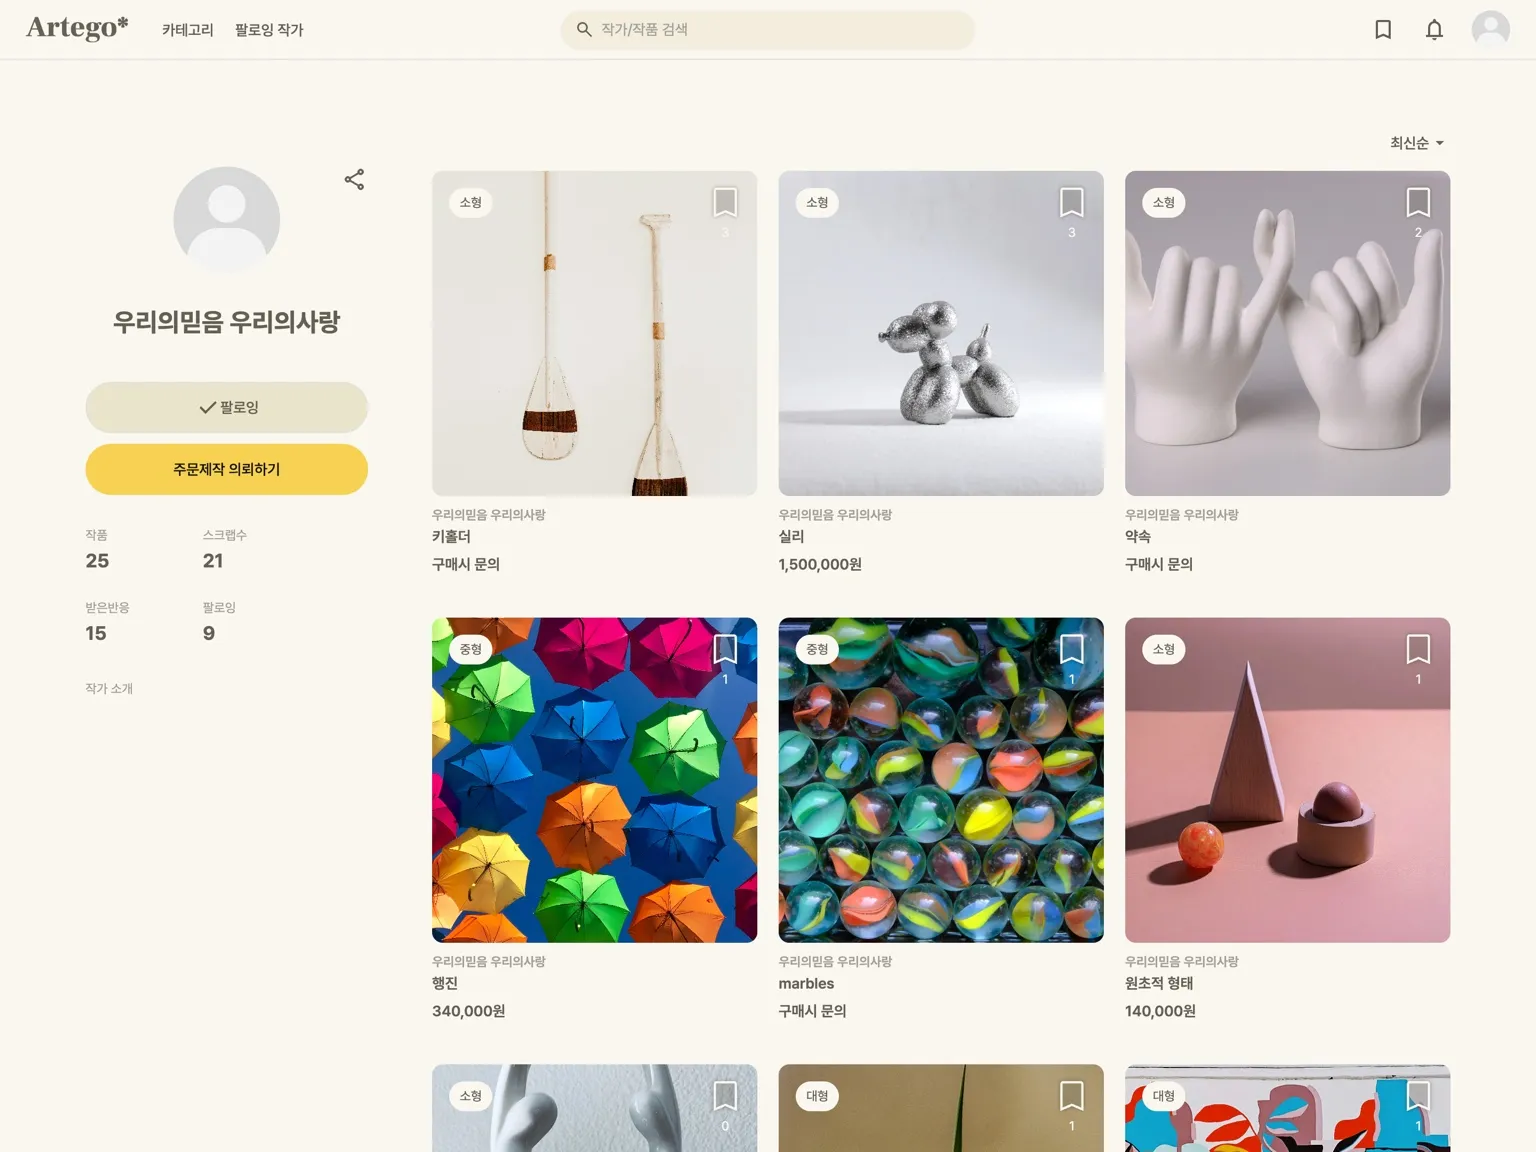 Artego*
카테고리
팔로잉 작가
작가/작품 검색
최신순
우리의믿음 우리의사랑
팔로잉
주문제작 의뢰하기
작품
스크랩수
25
21
받은반응
팔로잉
15
9
작가 소개
소형
3
우리의믿음 우리의사랑
키홀더
구매시 문의
소형
3
우리의믿음 우리의사랑
실리
1,500,000원
소형
2
우리의믿음 우리의사랑
약속
구매시 문의
중형
1
우리의믿음 우리의사랑
행진
340,000원
중형
1
우리의믿음 우리의사랑
marbles
구매시 문의
소형
1
우리의믿음 우리의사랑
원초적 형태
140,000원
소형
0
대형
1
대형
1